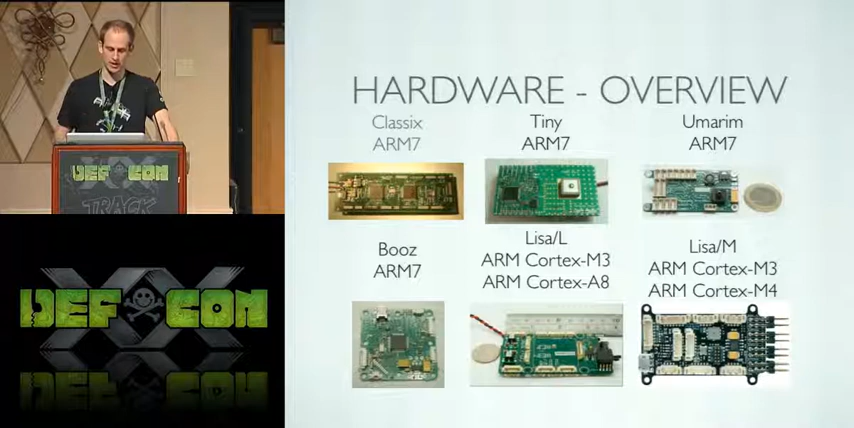 HARDWARE - OVERVIEW
Classix
ARM7
Tiny
ARM7
Umarim
ARM7
Booz
ARM7
Lisa/L
ARM Cortex-M3
ARM Cortex-A8
Lisa/M
ARM Cortex-M3
ARM Cortex-M4
DEF CON
TRACK
DEF CON
XX